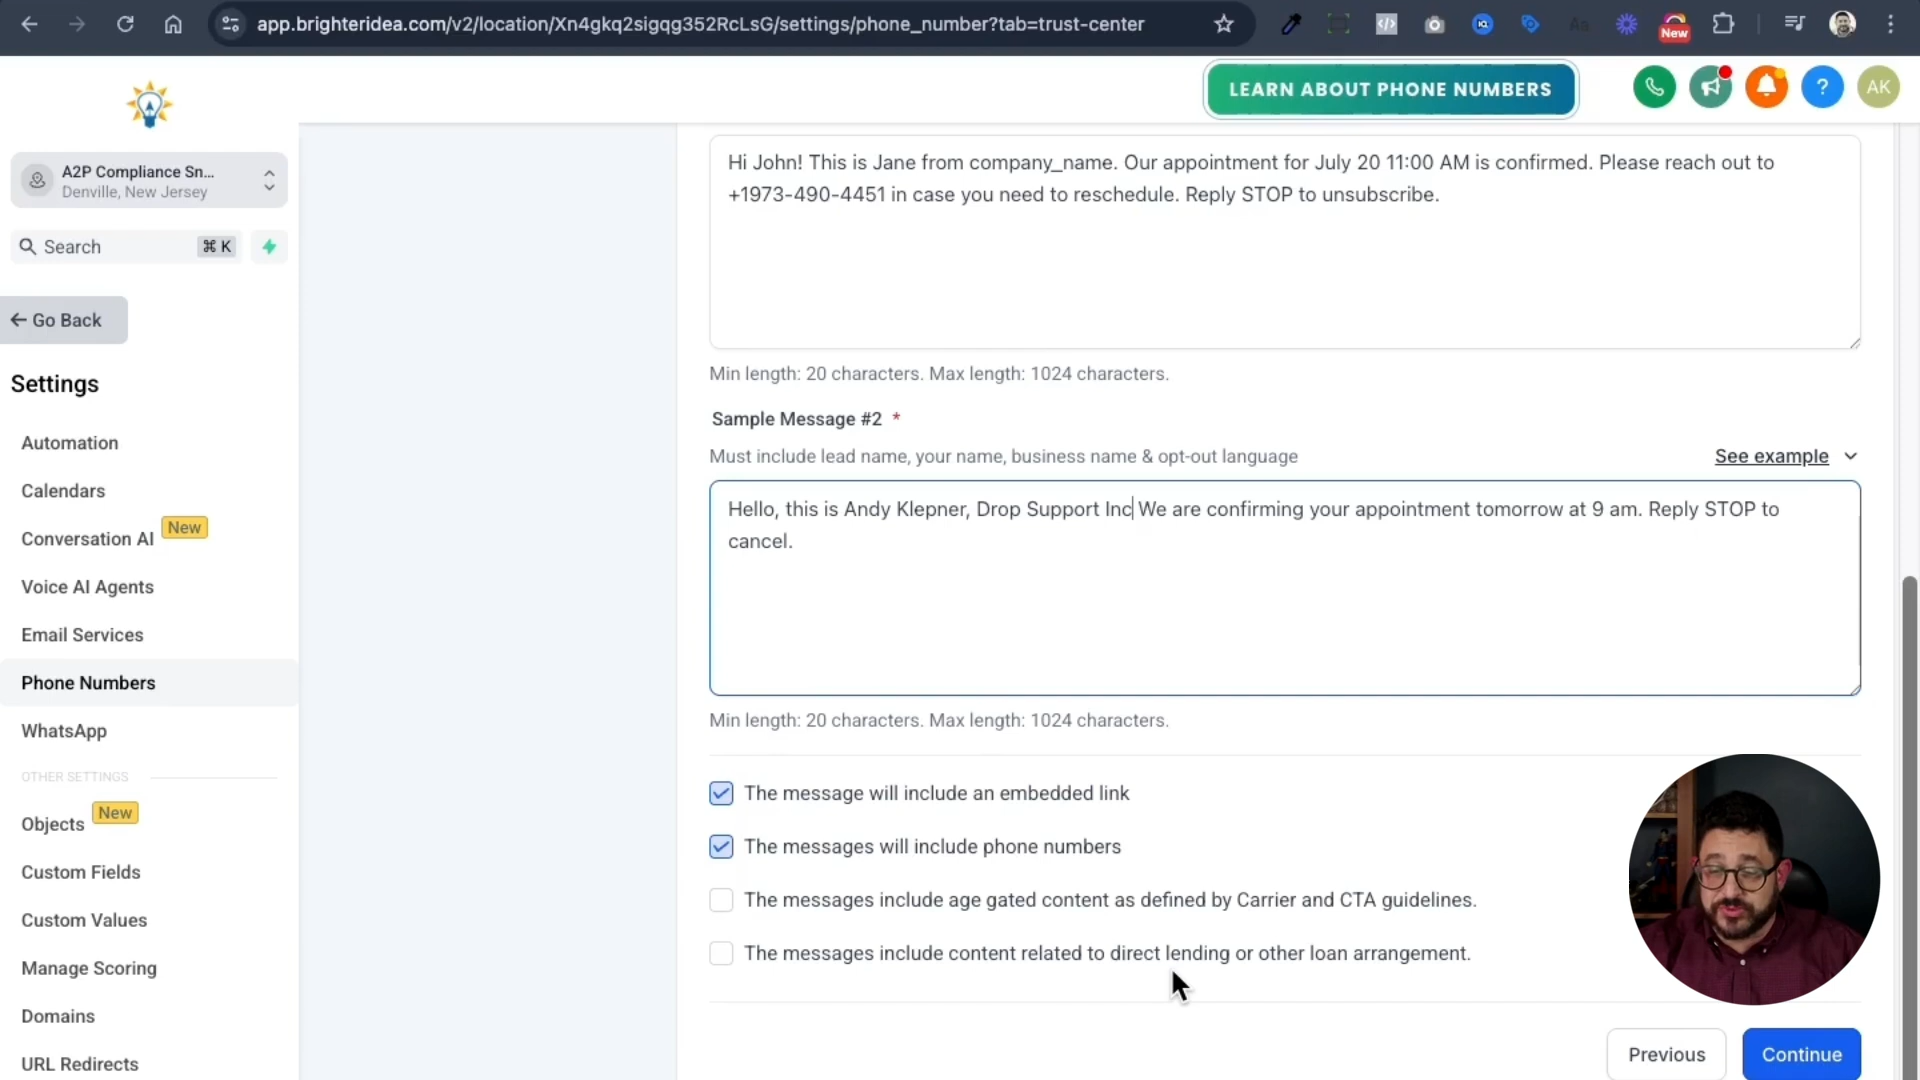 app.brighteridea.com/v2/location/Xn4gkq2sigqg352RcLsG/settings/phone_number?tab=trust-center
New
LEARN ABOUT PHONE NUMBERS
AK
A2P Compliance Sn...
Denville, New Jersey
Search ⌘ K
Go Back
Settings
Automation
Calendars
Conversation AI New
Voice AI Agents
Email Services
Phone Numbers
WhatsApp
OTHER SETTINGS
Objects New
Custom Fields
Custom Values
Manage Scoring
Domains
URL Redirects
Hi John! This is Jane from company_name. Our appointment for July 20 11:00 AM is confirmed. Please reach out to
+1973-490-4451 in case you need to reschedule. Reply STOP to unsubscribe.
Min length: 20 characters. Max length: 1024 characters.
Sample Message #2 *
Must include lead name, your name, business name & opt-out language
See example
Hello, this is Andy Klepner, Drop Support Inc We are confirming your appointment tomorrow at 9 am. Reply STOP to
cancel.
Min length: 20 characters. Max length: 1024 characters.
The message will include an embedded link
The messages will include phone numbers
The messages include age gated content as defined by Carrier and CTA guidelines.
The messages include content related to direct lending or other loan arrangement.
Previous
Continue